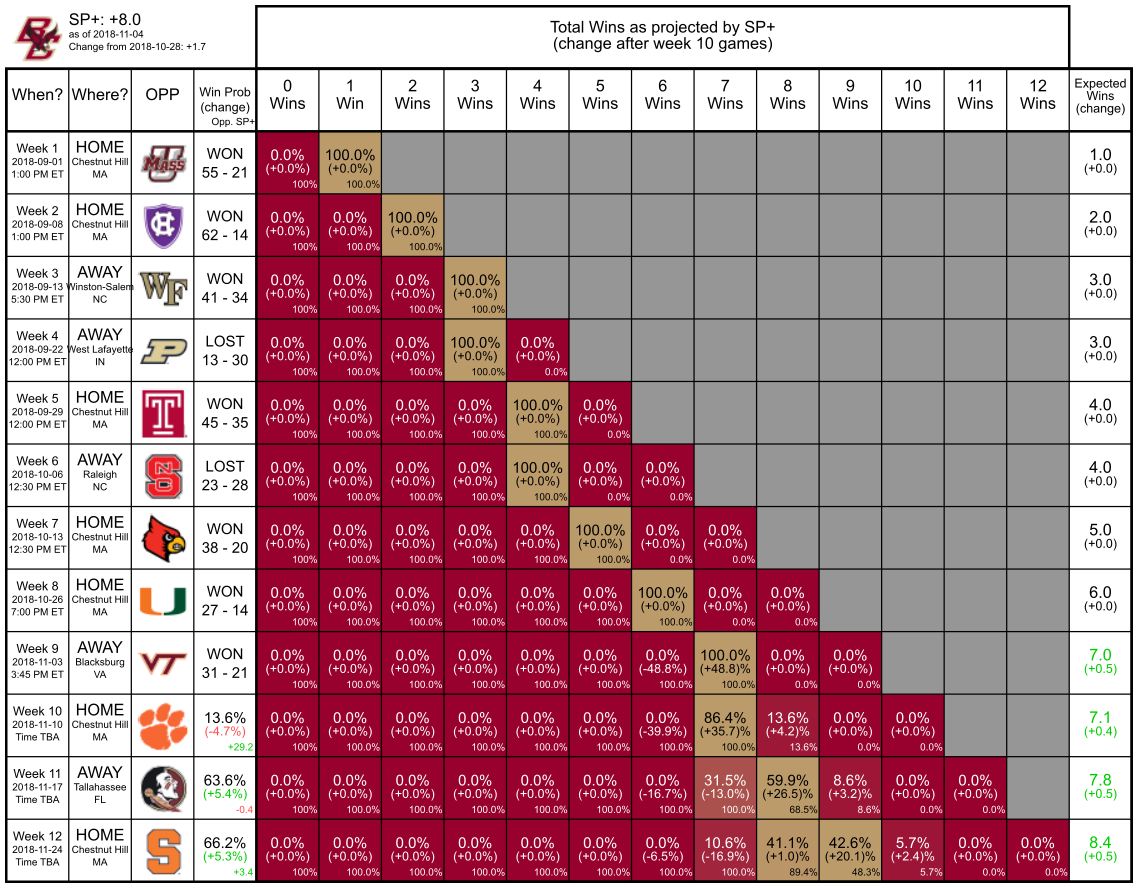 SP+: +8.0
as of 2018-11-04
Change from 2018-10-28: +1.7
Total Wins as projected by SP+
(change after week 10 games)
When? Where? OPP Win Prob (change) Opp. SP+ 0 Wins 1 Win 2 Wins 3 Wins 4 Wins 5 Wins 6 Wins 7 Wins 8 Wins 9 Wins 10 Wins 11 Wins 12 Wins Expected Wins (change)
Week 1 HOME WON 0.0% 100.0% 1.0
2018-09-01 Chestnut Hill MASS 55 - 21 (+0.0%) (+0.0%) (+0.0)
1:00 PM ET MA 100% 100.0%
Week 2 HOME WON 0.0% 0.0% 100.0% 2.0
2018-09-08 Chestnut Hill 62 - 14 (+0.0%) (+0.0%) (+0.0%) (+0.0)
1:00 PM ET MA 100% 100.0% 100.0%
Week 3 AWAY WON 0.0% 0.0% 0.0% 100.0% 3.0
2018-09-13 Winston-Salem WF 41 - 34 (+0.0%) (+0.0%) (+0.0%) (+0.0%) (+0.0)
5:30 PM ET NC 100% 100.0% 100.0% 100.0%
Week 4 AWAY LOST 0.0% 0.0% 0.0% 100.0% 0.0% 3.0
2018-09-22 West Lafayette P 13 - 30 (+0.0%) (+0.0%) (+0.0%) (+0.0%) (+0.0%) (+0.0)
12:00 PM ET IN 100% 100.0% 100.0% 100.0% 0.0%
Week 5 HOME WON 0.0% 0.0% 0.0% 0.0% 100.0% 0.0% 4.0
2018-09-29 Chestnut Hill T 45 - 35 (+0.0%) (+0.0%) (+0.0%) (+0.0%) (+0.0%) (+0.0%) (+0.0)
12:00 PM ET MA 100% 100.0% 100.0% 100.0% 100.0% 0.0%
Week 6 AWAY LOST 0.0% 0.0% 0.0% 0.0% 100.0% 0.0% 0.0% 4.0
2018-10-06 Raleigh NCS 23 - 28 (+0.0%) (+0.0%) (+0.0%) (+0.0%) (+0.0%) (+0.0%) (+0.0%) (+0.0)
12:30 PM ET NC 100% 100.0% 100.0% 100.0% 100.0% 0.0% 0.0%
Week 7 HOME WON 0.0% 0.0% 0.0% 0.0% 0.0% 100.0% 0.0% 0.0% 5.0
2018-10-13 Chestnut Hill 38 - 20 (+0.0%) (+0.0%) (+0.0%) (+0.0%) (+0.0%) (+0.0%) (+0.0%) (+0.0%) (+0.0)
12:30 PM ET MA 100% 100.0% 100.0% 100.0% 100.0% 100.0% 0.0% 0.0%
Week 8 HOME WON 0.0% 0.0% 0.0% 0.0% 0.0% 0.0% 100.0% 0.0% 0.0% 6.0
2018-10-26 Chestnut Hill U 27 - 14 (+0.0%) (+0.0%) (+0.0%) (+0.0%) (+0.0%) (+0.0%) (+0.0%) (+0.0%) (+0.0%) (+0.0)
7:00 PM ET MA 100% 100.0% 100.0% 100.0% 100.0% 100.0% 100.0% 0.0% 0.0%
Week 9 AWAY WON 0.0% 0.0% 0.0% 0.0% 0.0% 0.0% 0.0% 100.0% 0.0% 0.0% 7.0
2018-11-03 Blacksburg VT 31 - 21 (+0.0%) (+0.0%) (+0.0%) (+0.0%) (+0.0%) (+0.0%) (-48.8%) (+48.8)% (+0.0%) (+0.0%) (+0.5)
3:45 PM ET VA 100% 100.0% 100.0% 100.0% 100.0% 100.0% 100.0% 100.0% 0.0% 0.0%
Week 10 HOME 13.6% 0.0% 0.0% 0.0% 0.0% 0.0% 0.0% 0.0% 86.4% 13.6% 0.0% 0.0% 7.1
2018-11-10 Chestnut Hill (-4.7%) (+0.0%) (+0.0%) (+0.0%) (+0.0%) (+0.0%) (+0.0%) (-39.9%) (+35.7)% (+4.2)% (+0.0%) (+0.0%) (+0.4)
Time TBA MA +29.2 100% 100.0% 100.0% 100.0% 100.0% 100.0% 100.0% 100.0% 13.6% 0.0% 0.0%
Week 11 AWAY 63.6% 0.0% 0.0% 0.0% 0.0% 0.0% 0.0% 0.0% 31.5% 59.9% 8.6% 0.0% 0.0% 7.8
2018-11-17 Tallahassee (+5.4%) (+0.0%) (+0.0%) (+0.0%) (+0.0%) (+0.0%) (+0.0%) (-16.7%) (-13.0%) (+26.5)% (+3.2)% (+0.0%) (+0.0%) (+0.5)
Time TBA FL -0.4 100% 100.0% 100.0% 100.0% 100.0% 100.0% 100.0% 100.0% 68.5% 8.6% 0.0% 0.0%
Week 12 HOME 66.2% 0.0% 0.0% 0.0% 0.0% 0.0% 0.0% 0.0% 10.6% 41.1% 42.6% 5.7% 0.0% 0.0% 8.4
2018-11-24 Chestnut Hill S (+5.3%) (+0.0%) (+0.0%) (+0.0%) (+0.0%) (+0.0%) (+0.0%) (-6.5%) (-16.9%) (+1.0)% (+20.1)% (+2.4)% (+0.0%) (+0.0%) (+0.5)
Time TBA MA +3.4 100% 100.0% 100.0% 100.0% 100.0% 100.0% 100.0% 100.0% 89.4% 48.3% 5.7% 0.0% 0.0%